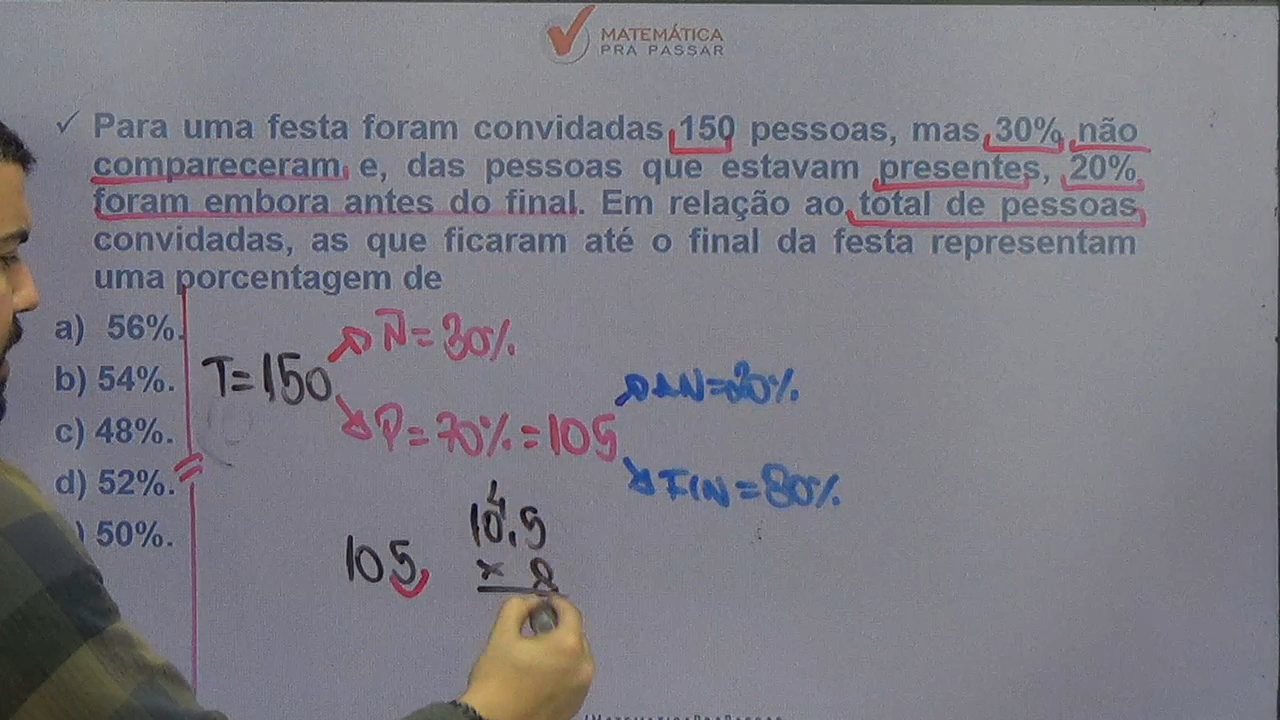 MATEMÁTICA
PRA PASSAR
✓ Para uma festa foram convidadas 150 pessoas, mas 30% não
compareceram e, das pessoas que estavam presentes, 20%
foram embora antes do final. Em relação ao total de pessoas
convidadas, as que ficaram até o final da festa representam
uma porcentagem de
a) 56%.
b) 54%.
c) 48%.
d) 52%.
) 50%.
T=150
N̄=30%
P=70%=105
AN=20%
FIN=80%
105,
4
10.5
× 8